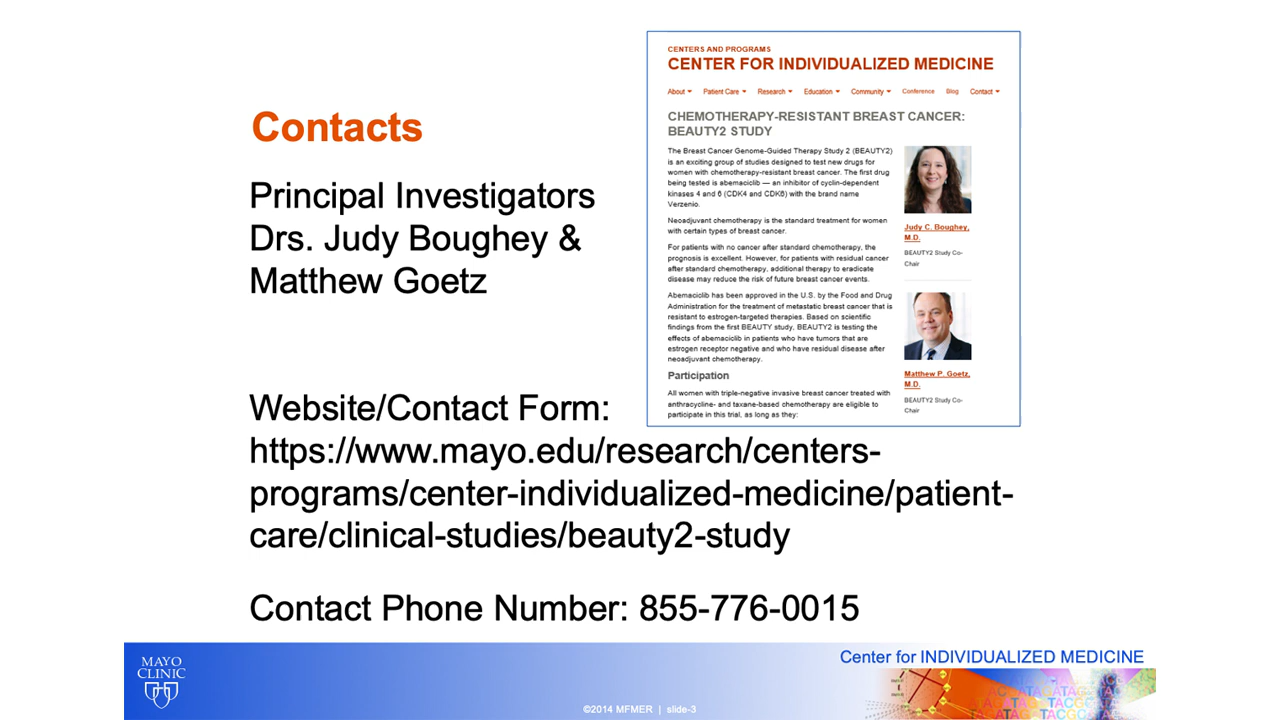 Contacts
Principal Investigators
Drs. Judy Boughey &
Matthew Goetz
CENTERS AND PROGRAMS
CENTER FOR INDIVIDUALIZED MEDICINE
About Patient Care Research Education Community Conference Blog Contact
CHEMOTHERAPY-RESISTANT BREAST CANCER:
BEAUTY2 STUDY
The Breast Cancer Genome-Guided Therapy Study 2 (BEAUTY2)
is an exciting group of studies designed to test new drugs for
women with chemotherapy-resistant breast cancer. The first drug
being tested is abemaciclib — an inhibitor of cyclin-dependent
kinases 4 and 6 (CDK4 and CDK6) with the brand name
Verzenio.
Neoadjuvant chemotherapy is the standard treatment for women
with certain types of breast cancer.
For patients with no cancer after standard chemotherapy, the
prognosis is excellent. However, for patients with residual cancer
after standard chemotherapy, additional therapy to eradicate
disease may reduce the risk of future breast cancer events.
Abemaciclib has been approved in the U.S. by the Food and Drug
Administration for the treatment of metastatic breast cancer that is
resistant to estrogen-targeted therapies. Based on scientific
findings from the first BEAUTY study, BEAUTY2 is testing the
effects of abemaciclib in patients who have tumors that are
estrogen receptor negative and who have residual disease after
neoadjuvant chemotherapy.
Participation
All women with triple-negative invasive breast cancer treated with
anthracycline- and taxane-based chemotherapy are eligible to
participate in this trial, as long as they:
Judy C. Boughey,
M.D.
BEAUTY2 Study Co-
Chair
Matthew P. Goetz,
M.D.
BEAUTY2 Study Co-
Chair
Website/Contact Form:
https://www.mayo.edu/research/centers-
programs/center-individualized-medicine/patient-
care/clinical-studies/beauty2-study
Contact Phone Number: 855-776-0015
MAYO
CLINIC
Center for INDIVIDUALIZED MEDICINE
©2014 MFMER | slide-3